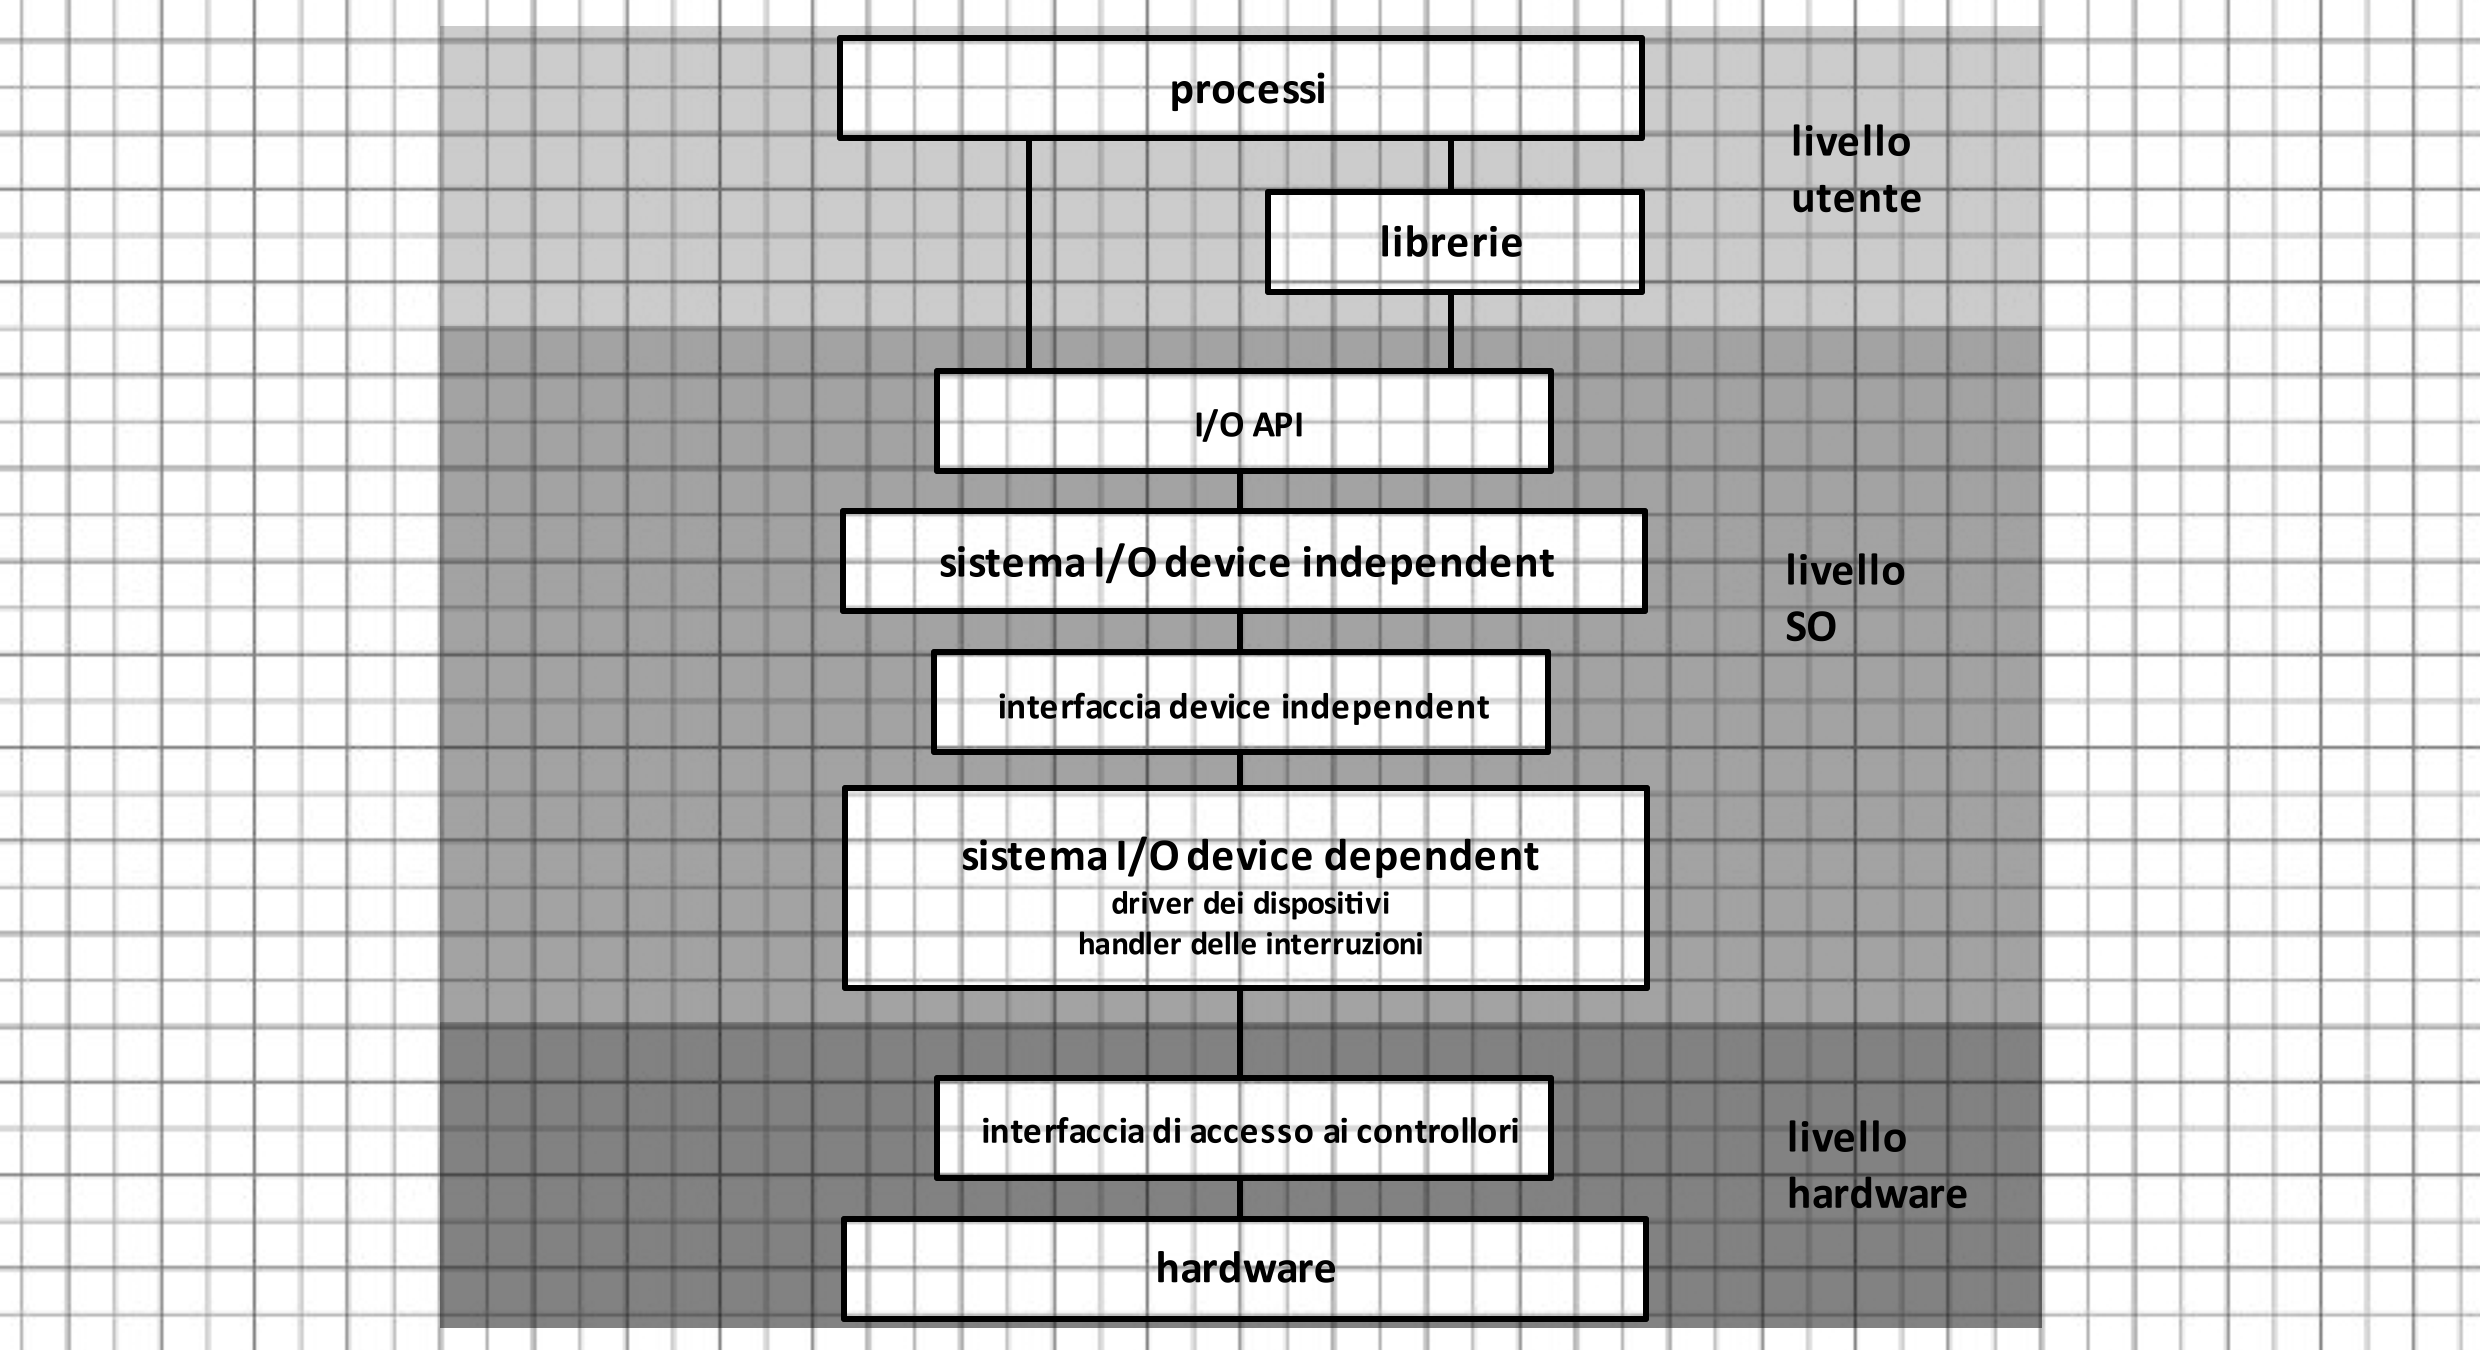 processi
livello
utente
librerie
I/O API
sistema I/O device independent
livello
SO
interfaccia device independent
sistema I/O device dependent
driver dei dispositivi
handler delle interruzioni
interfaccia di accesso ai controllori
livello
hardware
hardware